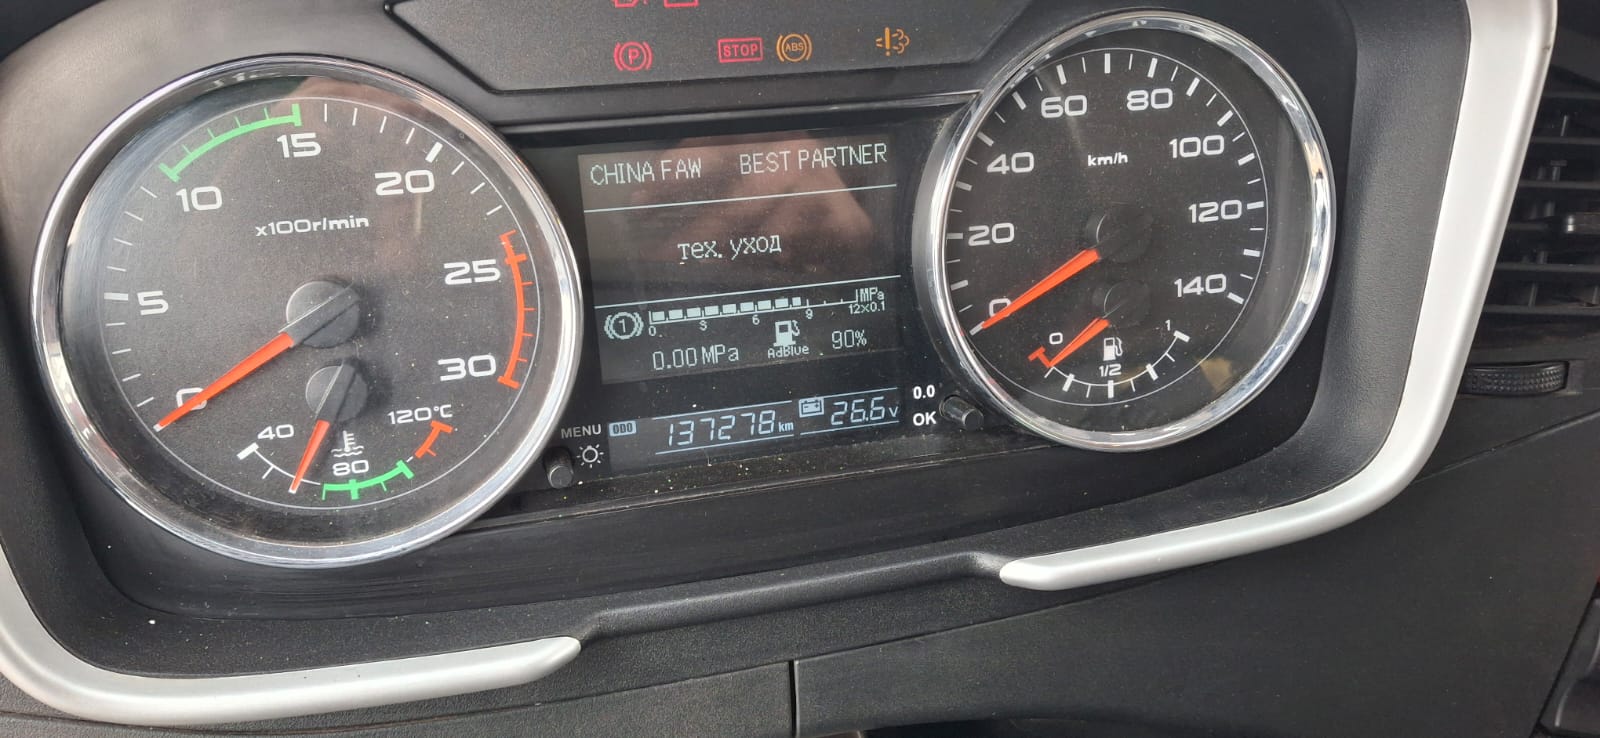 P STOP ABS
15
10 20
x100r/min
5 25
0 30
40 80 120°C
CHINA FAW BEST PARTNER
тех. уход
1 0 3 6 9 MPa 12x0.1
0.00 MPa AdBlue 90%
MENU ODO 137278 km 26.6 v
0.0
OK
60 80
40 km/h 100
20 120
0 140
0 1/2 1